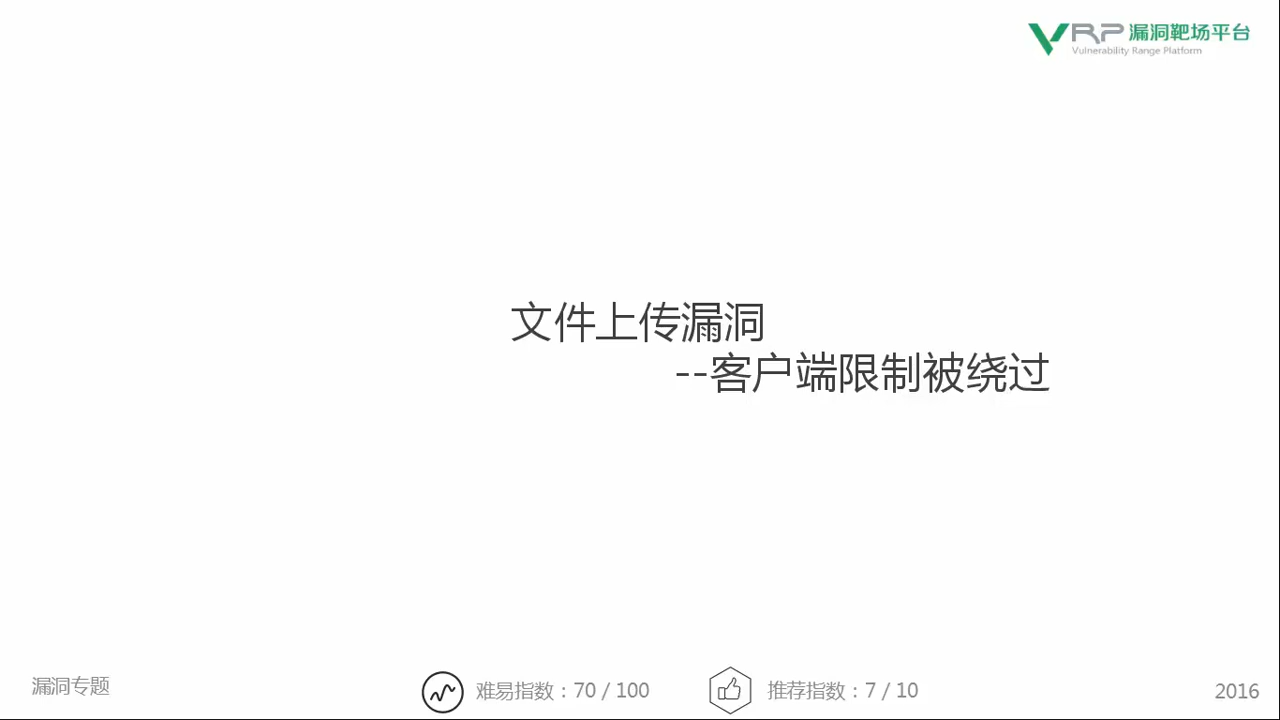 VRP 漏洞靶场平台
Vulnerability Range Platform
文件上传漏洞
--客户端限制被绕过
漏洞专题
难易指数：70 / 100
推荐指数：7 / 10
2016